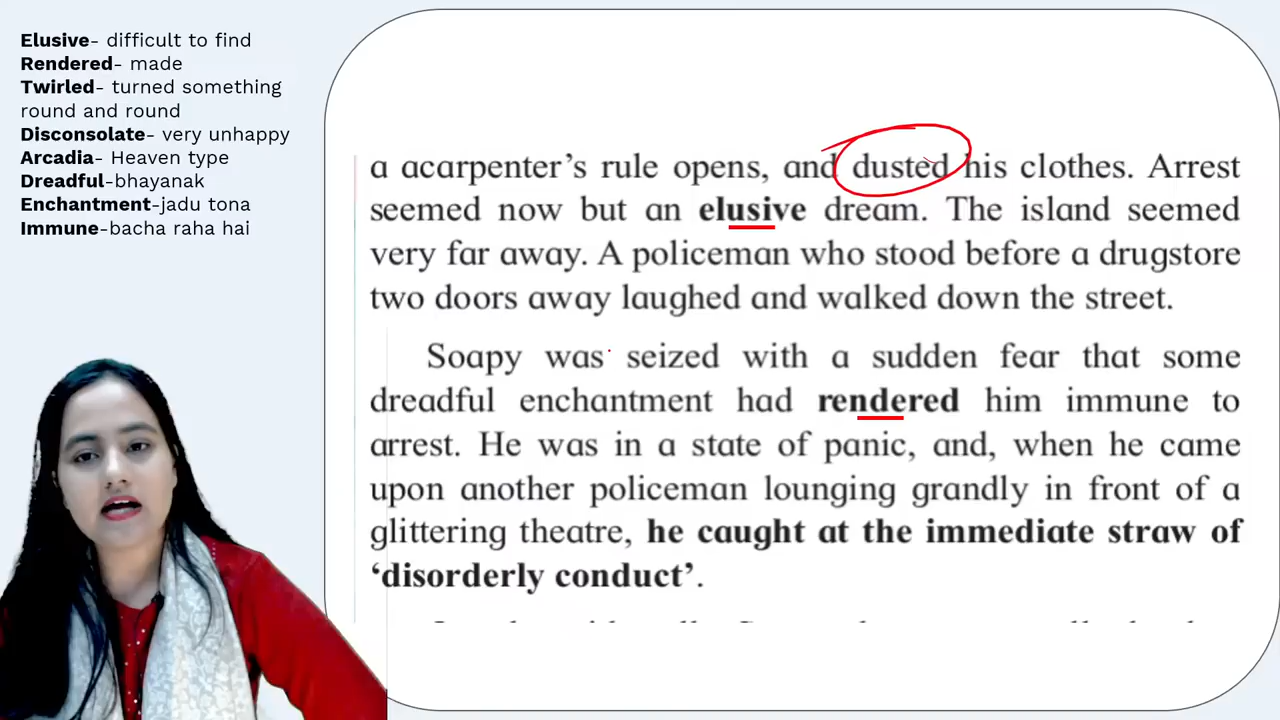 Elusive- difficult to find
Rendered- made
Twirled- turned something
round and round
Disconsolate- very unhappy
Arcadia- Heaven type
Dreadful-bhayanak
Enchantment-jadu tona
Immune-bacha raha hai
a acarpenter’s rule opens, and dusted his clothes. Arrest
seemed now but an elusive dream. The island seemed
very far away. A policeman who stood before a drugstore
two doors away laughed and walked down the street.
Soapy was seized with a sudden fear that some
dreadful enchantment had rendered him immune to
arrest. He was in a state of panic, and, when he came
upon another policeman lounging grandly in front of a
glittering theatre, he caught at the immediate straw of
‘disorderly conduct’.